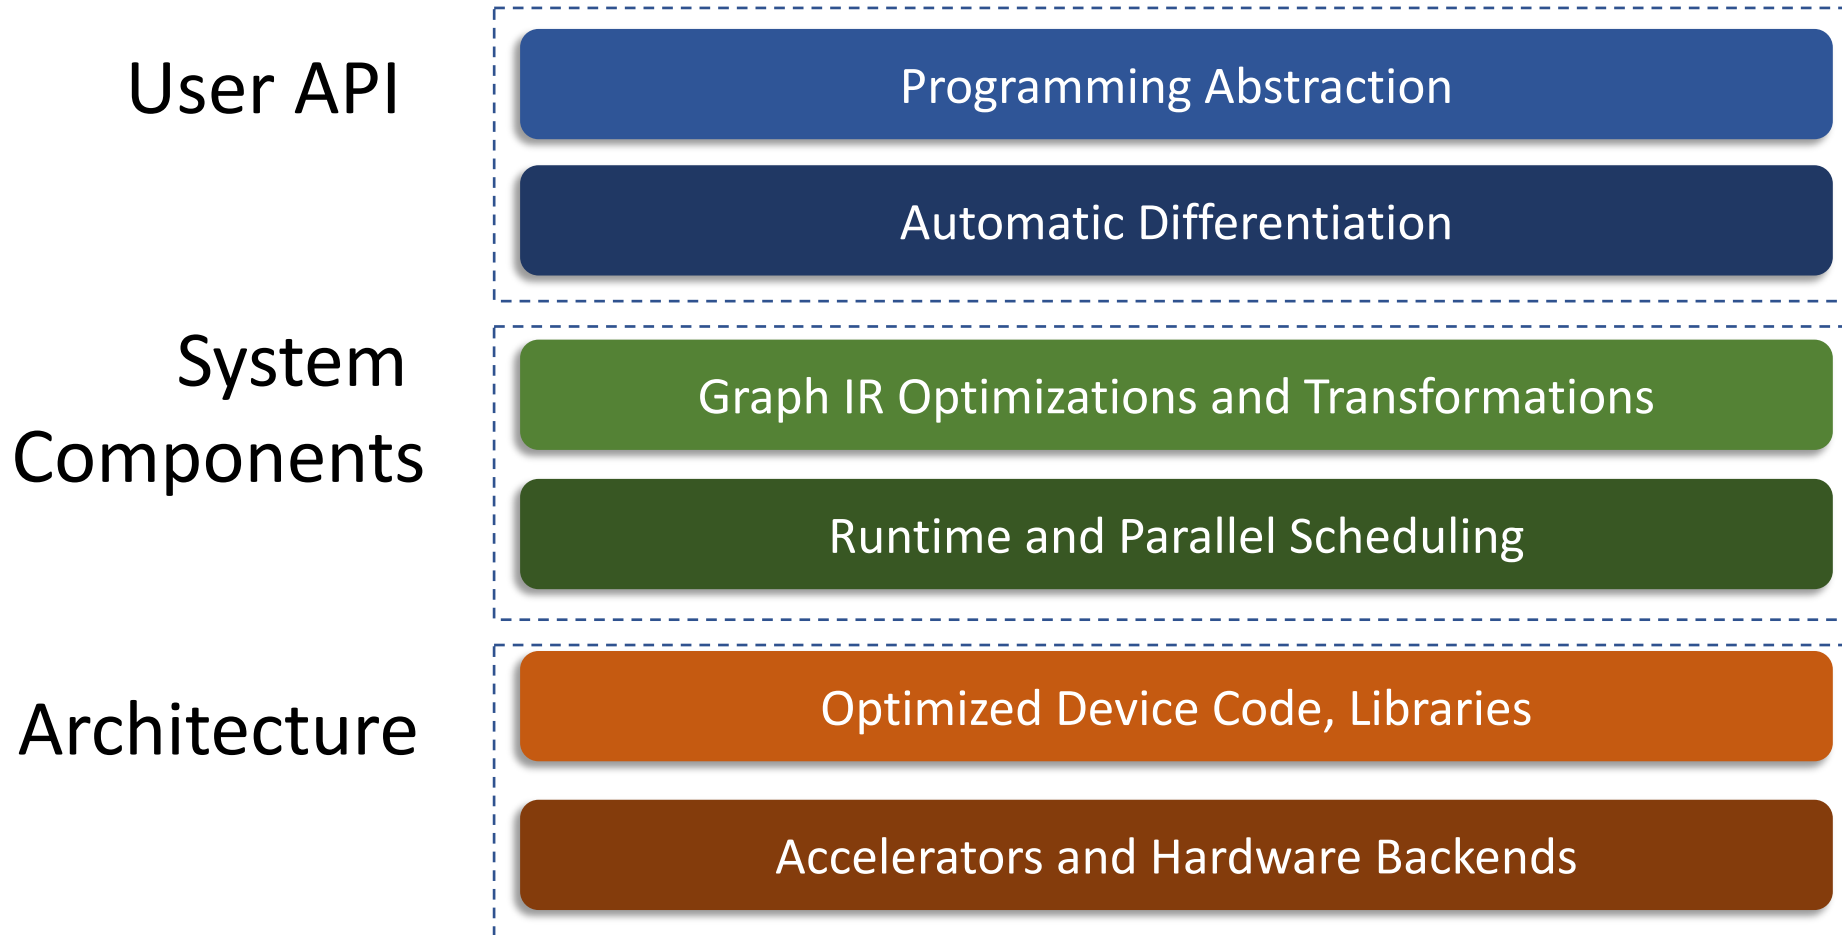 User API
Programming Abstraction
Automatic Differentiation
System
Components
Graph IR Optimizations and Transformations
Runtime and Parallel Scheduling
Architecture
Optimized Device Code, Libraries
Accelerators and Hardware Backends